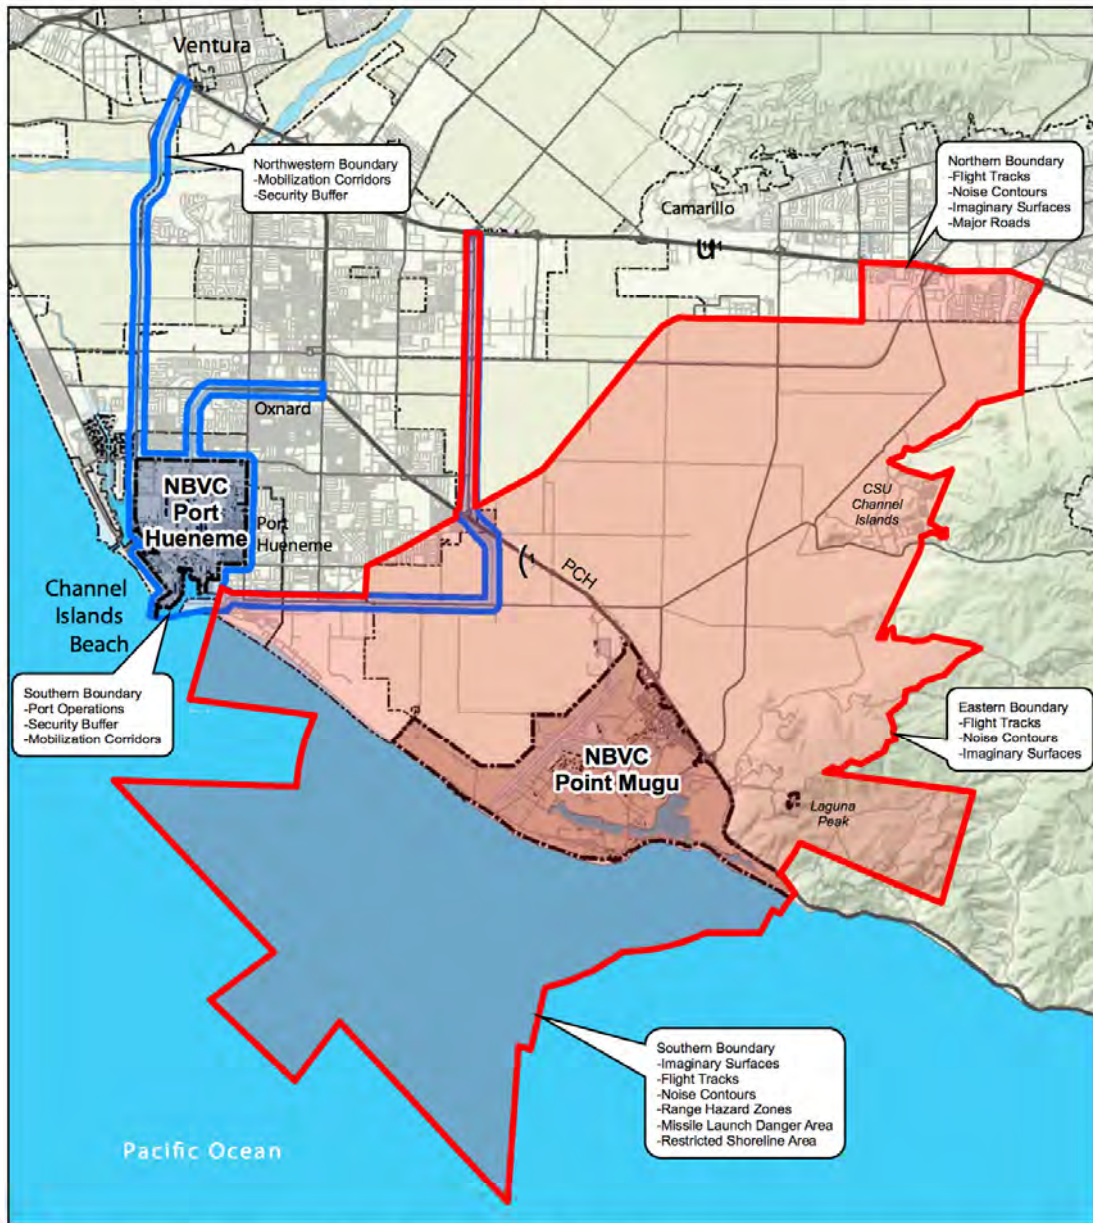 Ventura
Northwestern Boundary
-Mobilization Corridors
-Security Buffer
Northern Boundary
-Flight Tracks
-Noise Contours
-Imaginary Surfaces
-Major Roads
Camarillo
Oxnard
NBVC
Port
Hueneme
Port
Hueneme
CSU
Channel
Islands
PCH
Channel
Islands
Beach
Southern Boundary
-Port Operations
-Security Buffer
-Mobilization Corridors
Eastern Boundary
-Flight Tracks
-Noise Contours
-Imaginary Surfaces
NBVC
Point Mugu
Laguna
Peak
Southern Boundary
-Imaginary Surfaces
-Flight Tracks
-Noise Contours
-Range Hazard Zones
-Missile Launch Danger Area
-Restricted Shoreline Area
Pacific Ocean